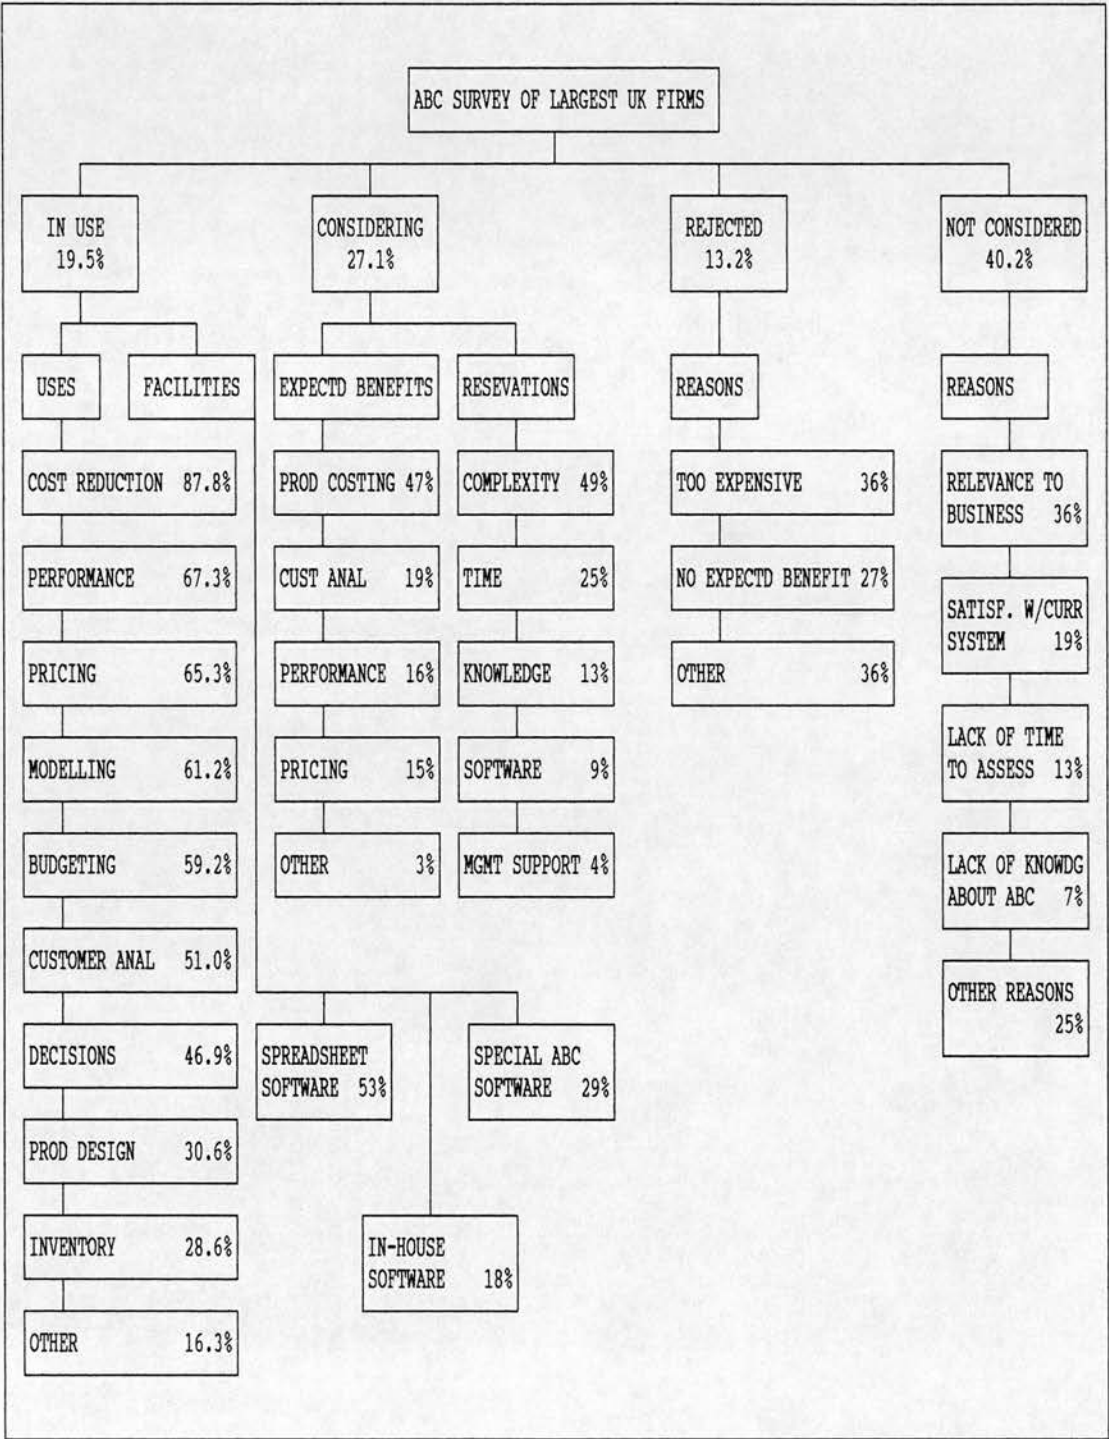 ABC SURVEY OF LARGEST UK FIRMS
IN USE
19.5%
CONSIDERING
27.1%
REJECTED
13.2%
NOT CONSIDERED
40.2%
USES
FACILITIES
EXPECTD BENEFITS
RESEVATIONS
REASONS
REASONS
COST REDUCTION 87.8%
PERFORMANCE 67.3%
PRICING 65.3%
MODELLING 61.2%
BUDGETING 59.2%
CUSTOMER ANAL 51.0%
DECISIONS 46.9%
PROD DESIGN 30.6%
INVENTORY 28.6%
OTHER 16.3%
SPREADSHEET
SOFTWARE 53%
IN-HOUSE
SOFTWARE 18%
SPECIAL ABC
SOFTWARE 29%
PROD COSTING 47%
CUST ANAL 19%
PERFORMANCE 16%
PRICING 15%
OTHER 3%
COMPLEXITY 49%
TIME 25%
KNOWLEDGE 13%
SOFTWARE 9%
MGMT SUPPORT 4%
TOO EXPENSIVE 36%
NO EXPECTD BENEFIT 27%
OTHER 36%
RELEVANCE TO
BUSINESS 36%
SATISF. W/CURR
SYSTEM 19%
LACK OF TIME
TO ASSESS 13%
LACK OF KNOWDG
ABOUT ABC 7%
OTHER REASONS
25%